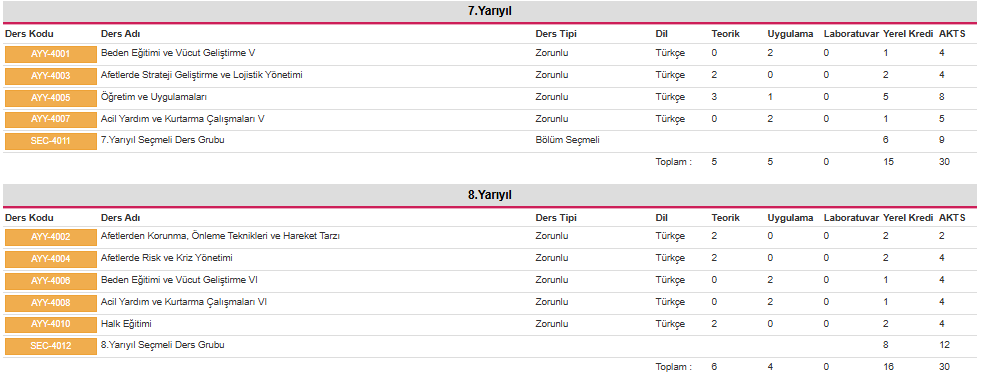 7.Yarıyıl
Ders Kodu Ders Adı Ders Tipi Dil Teorik Uygulama Laboratuvar Yerel Kredi AKTS
AYY-4001 Beden Eğitimi ve Vücut Geliştirme V Zorunlu Türkçe 0 2 0 1 4
AYY-4003 Afetlerde Strateji Geliştirme ve Lojistik Yönetimi Zorunlu Türkçe 2 0 0 2 4
AYY-4005 Öğretim ve Uygulamaları Zorunlu Türkçe 3 1 0 5 8
AYY-4007 Acil Yardım ve Kurtarma Çalışmaları V Zorunlu Türkçe 0 2 0 1 5
SEC-4011 7.Yarıyıl Seçmeli Ders Grubu Bölüm Seçmeli 6 9
Toplam : 5 5 0 15 30
8.Yarıyıl
Ders Kodu Ders Adı Ders Tipi Dil Teorik Uygulama Laboratuvar Yerel Kredi AKTS
AYY-4002 Afetlerden Korunma, Önleme Teknikleri ve Hareket Tarzı Zorunlu Türkçe 2 0 0 2 2
AYY-4004 Afetlerde Risk ve Kriz Yönetimi Zorunlu Türkçe 2 0 0 2 4
AYY-4006 Beden Eğitimi ve Vücut Geliştirme VI Zorunlu Türkçe 0 2 0 1 4
AYY-4008 Acil Yardım ve Kurtarma Çalışmaları VI Zorunlu Türkçe 0 2 0 1 4
AYY-4010 Halk Eğitimi Zorunlu Türkçe 2 0 0 2 4
SEC-4012 8.Yarıyıl Seçmeli Ders Grubu 8 12
Toplam : 6 4 0 16 30